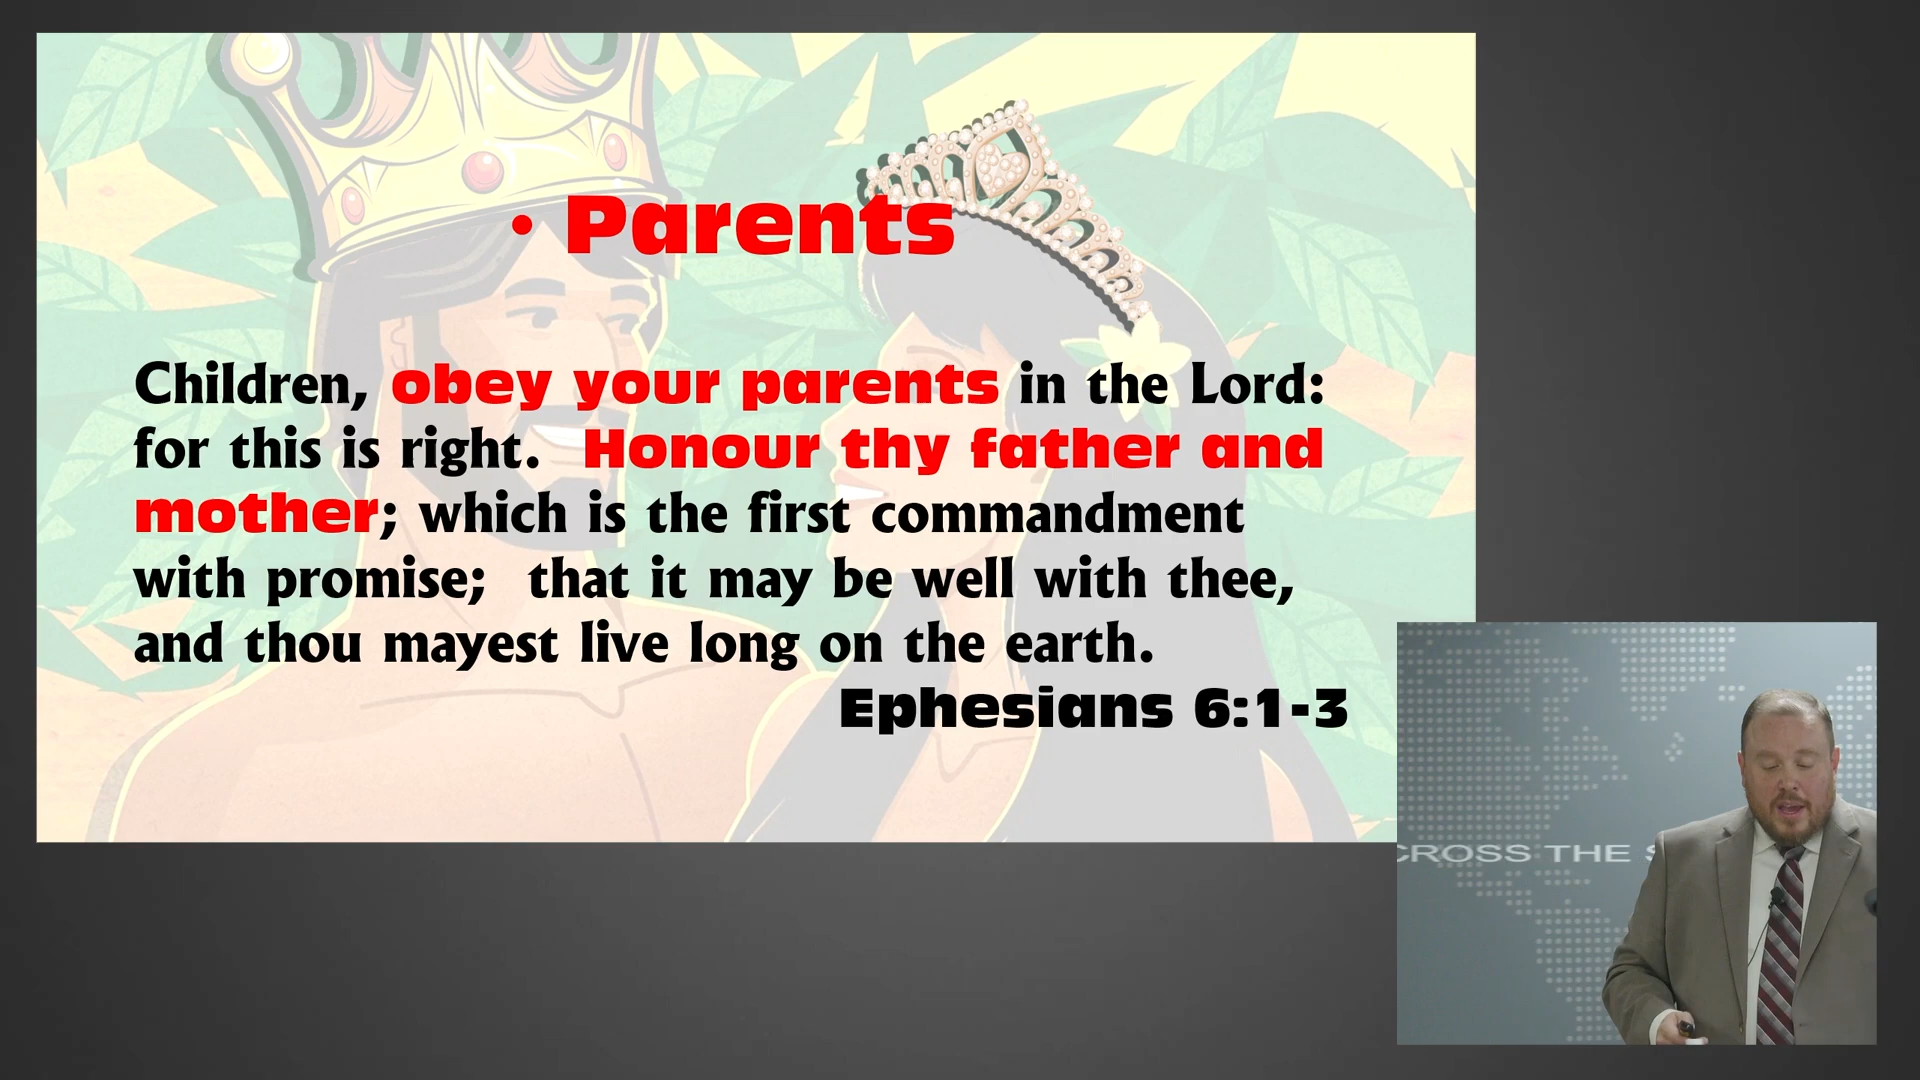 • Parents
Children, obey your parents in the Lord:
for this is right. Honour thy father and
mother; which is the first commandment
with promise; that it may be well with thee,
and thou mayest live long on the earth.
Ephesians 6:1-3
CROSS THE S